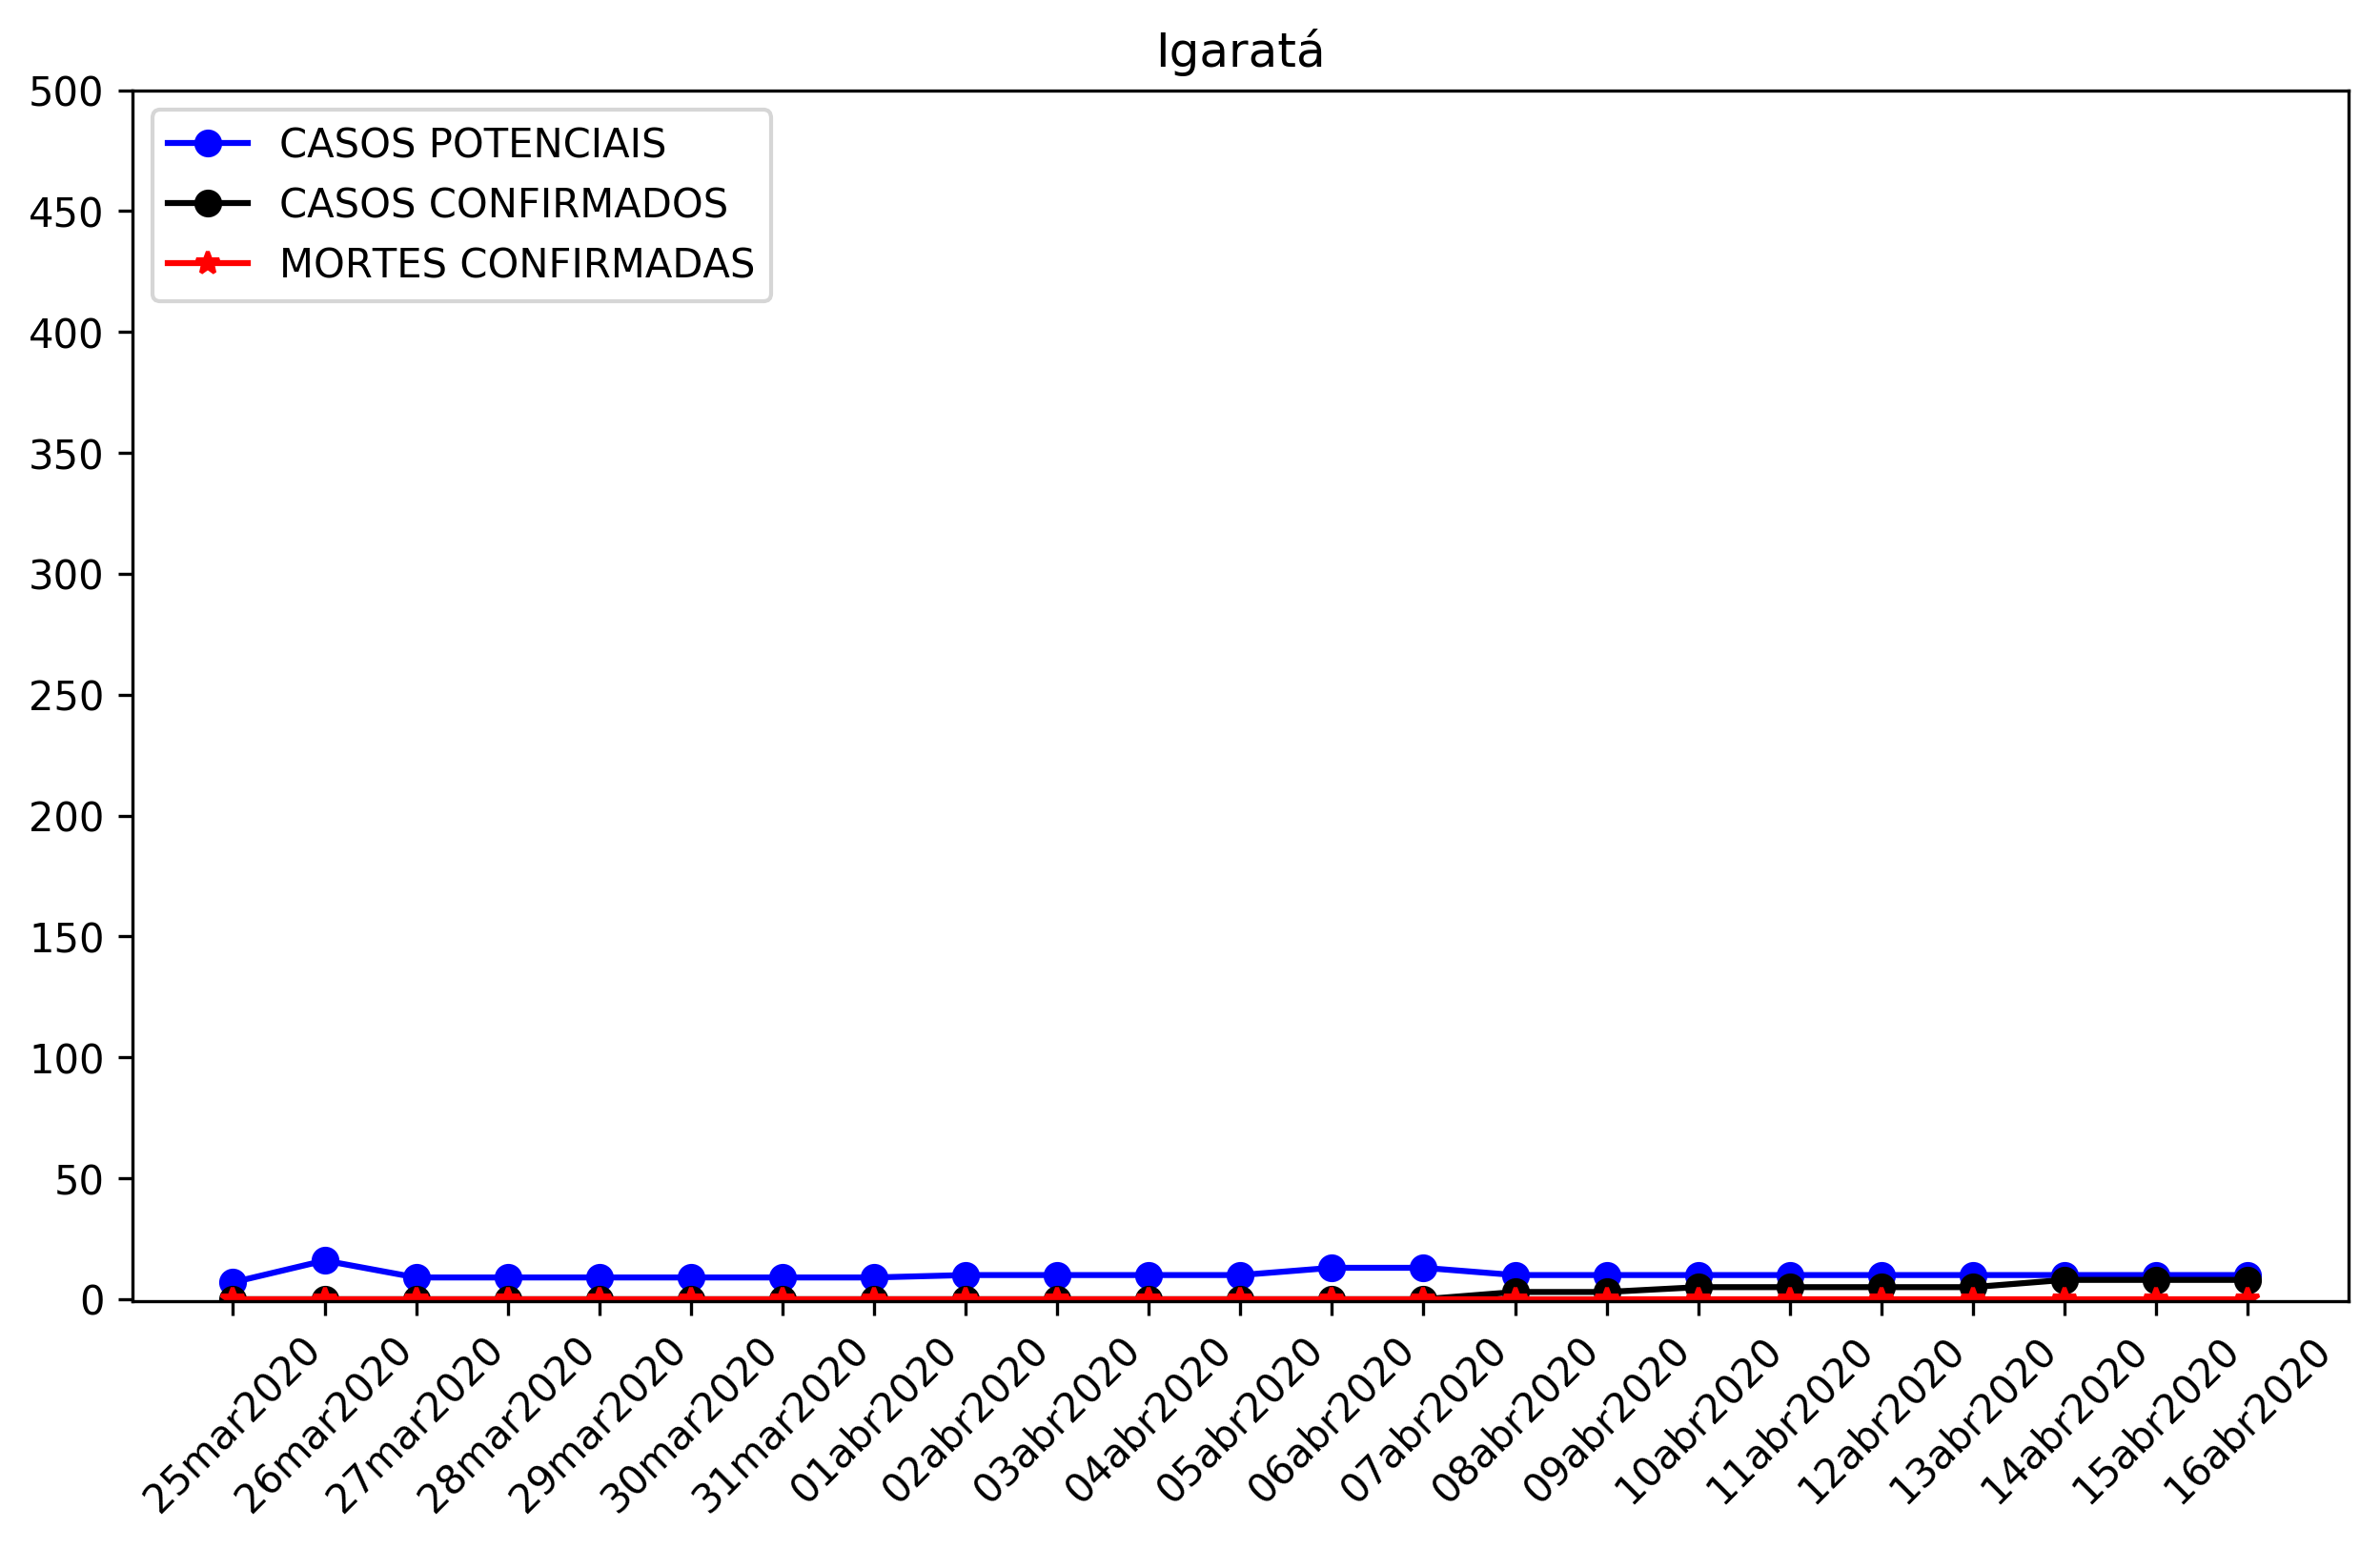 Igaratá
500
450
400
350
300
250
200
150
100
50
0
CASOS POTENCIAIS
CASOS CONFIRMADOS
MORTES CONFIRMADAS
25mar2020
26mar2020
27mar2020
28mar2020
29mar2020
30mar2020
31mar2020
01abr2020
02abr2020
03abr2020
04abr2020
05abr2020
06abr2020
07abr2020
08abr2020
09abr2020
10abr2020
11abr2020
12abr2020
13abr2020
14abr2020
15abr2020
16abr2020